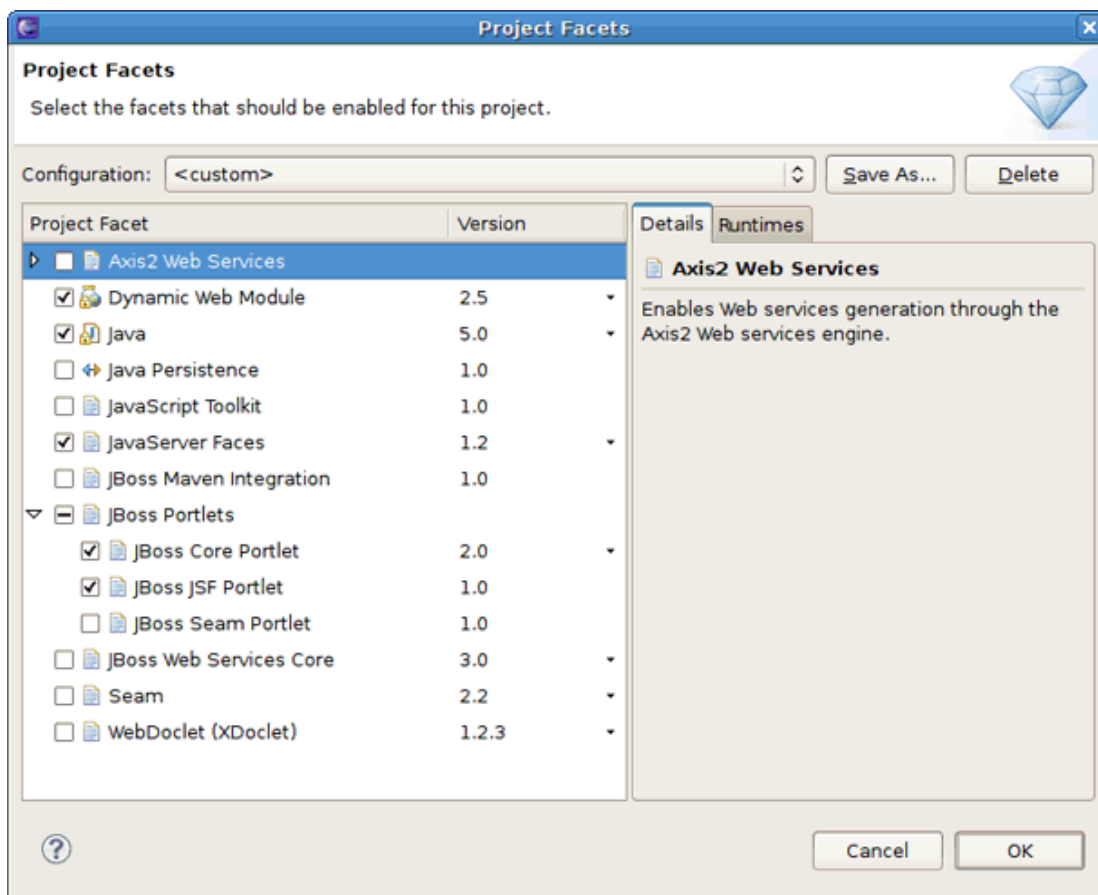 Project Facets
Project Facets
Select the facets that should be enabled for this project.
Configuration: <custom> Save As... Delete
Project Facet Version Details Runtimes
Axis2 Web Services
Dynamic Web Module 2.5
Java 5.0
Java Persistence 1.0
JavaScript Toolkit 1.0
JavaServer Faces 1.2
JBoss Maven Integration 1.0
JBoss Portlets
JBoss Core Portlet 2.0
JBoss JSF Portlet 1.0
JBoss Seam Portlet 1.0
JBoss Web Services Core 3.0
Seam 2.2
WebDoclet (XDoclet) 1.2.3
Axis2 Web Services
Enables Web services generation through the
Axis2 Web services engine.
? Cancel OK